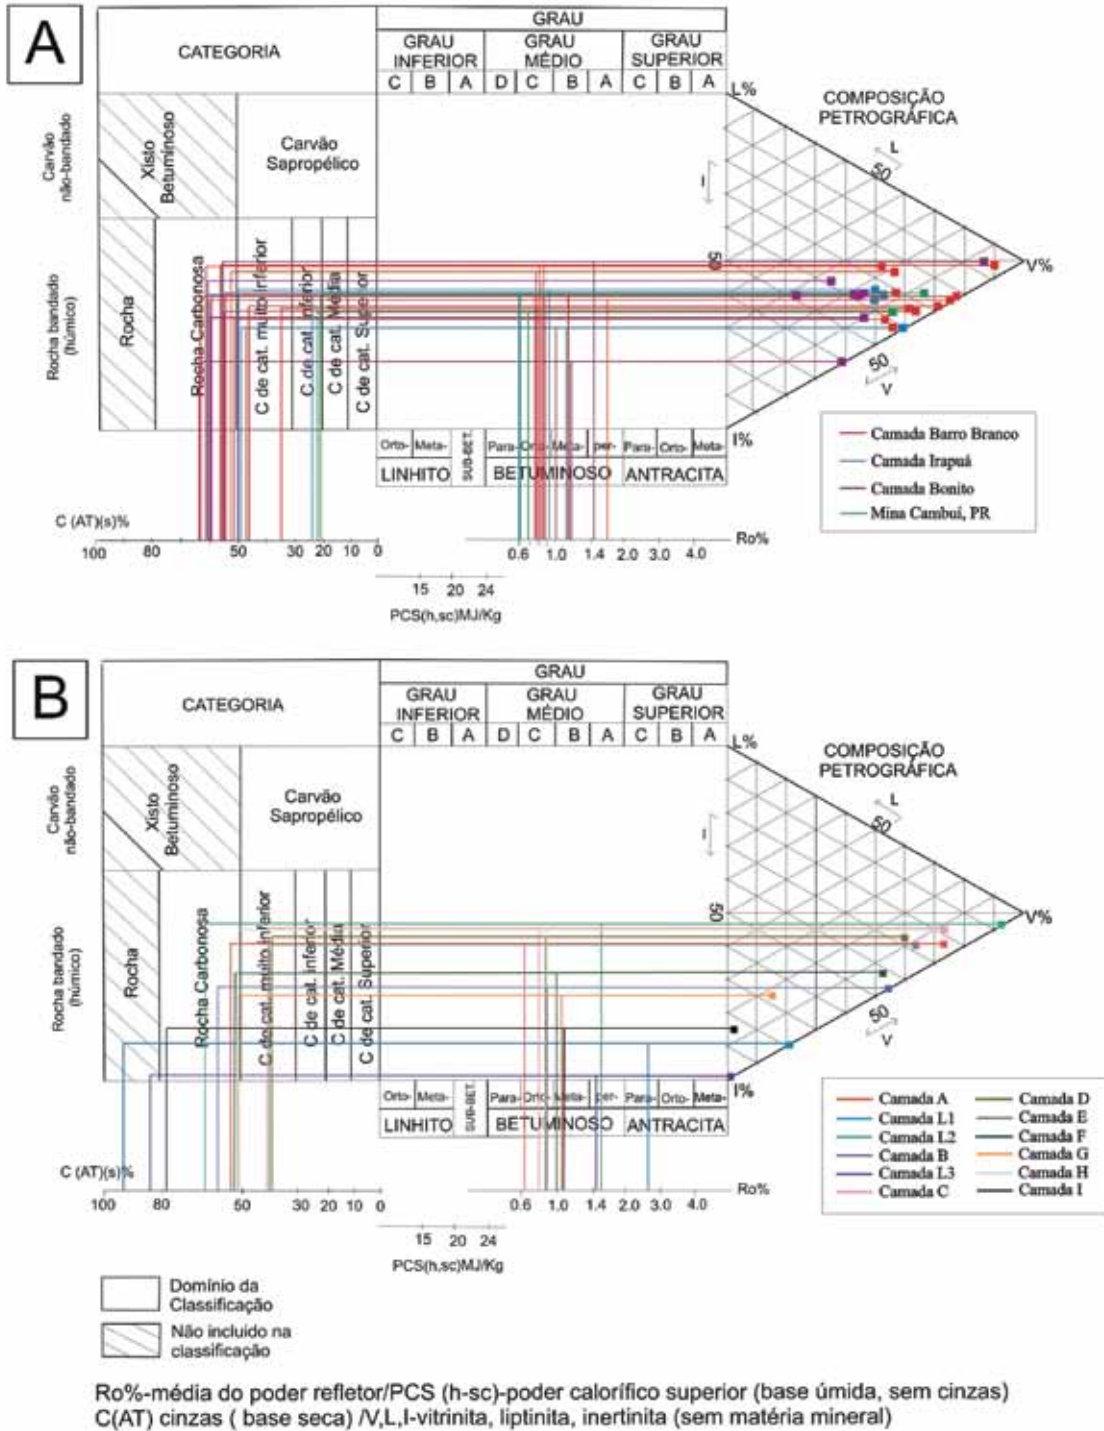 A
GRAU
CATEGORIA
GRAU INFERIOR
GRAU MÉDIO
GRAU SUPERIOR
C B A D C B A C B A
L%
COMPOSIÇÃO PETROGRÁFICA
Carvão não-bandado
Xisto Betuminoso
Carvão Sapropélico
L
50
I
50
V%
Rocha bandado (húmico)
Rocha
Rocha Carbonosa
C de cat. muito inferior
C de cat. inferior
C de cat. Média
C de cat. Superior
50
V
I%
Orto- Meta- SUB-BET. Para- Orto- Meta- per- Para- Orto- Meta-
LINHITO BETUMINOSO ANTRACITA
Camada Barro Branco
Camada Irapuá
Camada Bonito
Mina Cambuí, PR
C (AT)(s)%
Ro%
100 80 50 30 20 10 0 0.6 1.0 1.4 2.0 3.0 4.0
15 20 24
PCS(h,sc)MJ/Kg
B
GRAU
CATEGORIA
GRAU INFERIOR
GRAU MÉDIO
GRAU SUPERIOR
C B A D C B A C B A
L%
COMPOSIÇÃO PETROGRÁFICA
Carvão não-bandado
Xisto Betuminoso
Carvão Sapropélico
L
50
I
50
V%
Rocha bandado (húmico)
Rocha
Rocha Carbonosa
C de cat. muito inferior
C de cat. inferior
C de cat. Média
C de cat. Superior
50
V
I%
Orto- Meta- SUB-BET. Para- Orto- Meta- per- Para- Orto- Meta-
LINHITO BETUMINOSO ANTRACITA
Camada A
Camada L1
Camada L2
Camada B
Camada L3
Camada C
Camada D
Camada E
Camada F
Camada G
Camada H
Camada I
C (AT)(s)%
Ro%
100 80 50 30 20 10 0 0.6 1.0 1.4 2.0 3.0 4.0
15 20 24
PCS(h,sc)MJ/Kg
Domínio da Classificação
Não incluido na classificação
Ro%-média do poder refletor/PCS (h-sc)-poder calorífico superior (base úmida, sem cinzas)
C(AT) cinzas ( base seca) /V,L,I-vitrinita, liptinita, inertinita (sem matéria mineral)